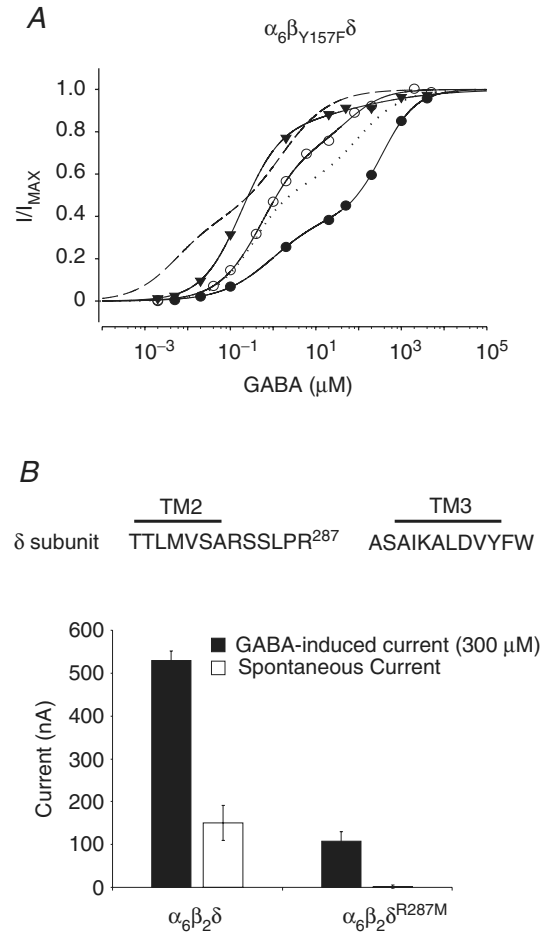 A
α₆β_Y157Fδ
1.0
0.8
0.6
0.4
0.2
0
I/I_MAX
10⁻³ 10⁻¹ 10¹ 10³ 10⁵
GABA (μM)
B
TM2 TM3
δ subunit TTLMVSARSSLPR²⁸⁷ ASAIKALDVYFW
600
500
400
300
200
100
0
Current (nA)
GABA-induced current (300 μM)
Spontaneous Current
α₆β₂δ α₆β₂δᴿ²⁸⁷ᴹ